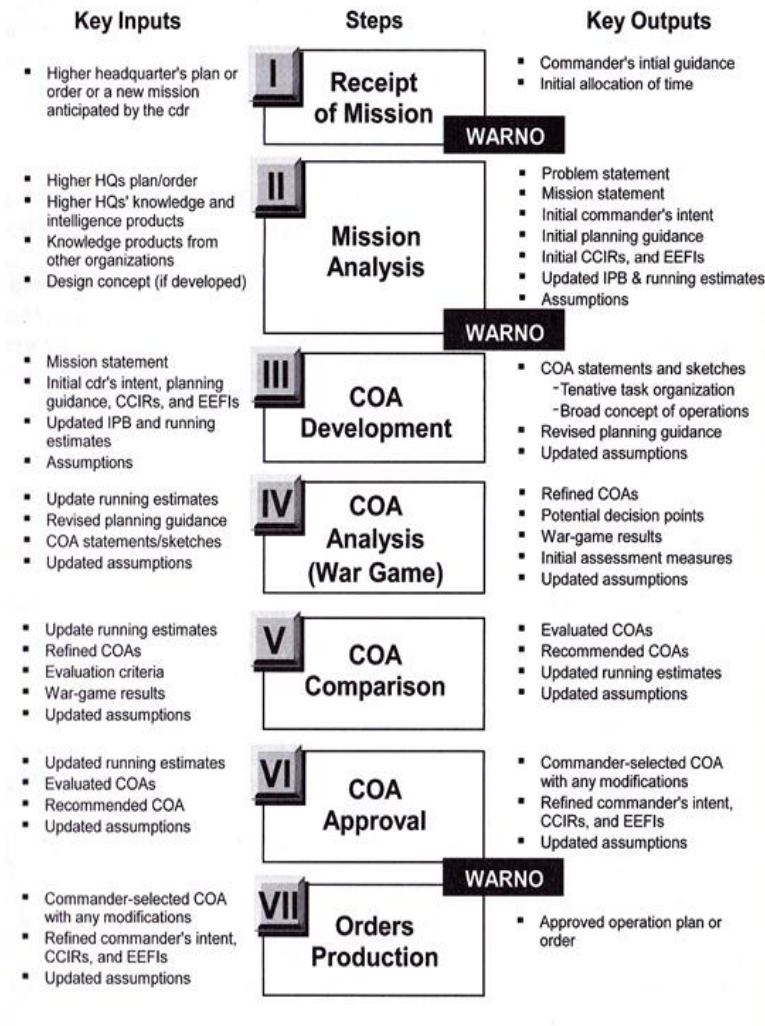 Key Inputs
Steps
Key Outputs
▪ Higher headquarter's plan or
order or a new mission
anticipated by the cdr
I
Receipt
of Mission
WARNO
▪ Commander's intial guidance
▪ Initial allocation of time
▪ Higher HQs plan/order
▪ Higher HQs' knowledge and
intelligence products
▪ Knowledge products from
other organizations
▪ Design concept (if developed)
II
Mission
Analysis
WARNO
▪ Problem statement
▪ Mission statement
▪ Initial commander's intent
▪ Initial planning guidance
▪ Initial CCIRs, and EEFIs
▪ Updated IPB & running estimates
▪ Assumptions
▪ Mission statement
▪ Initial cdr's intent, planning
guidance, CCIRs, and EEFIs
▪ Updated IPB and running
estimates
▪ Assumptions
III
COA
Development
▪ COA statements and sketches
-Tenative task organization
-Broad concept of operations
▪ Revised planning guidance
▪ Updated assumptions
▪ Update running estimates
▪ Revised planning guidance
▪ COA statements/sketches
▪ Updated assumptions
IV
COA
Analysis
(War Game)
▪ Refined COAs
▪ Potential decision points
▪ War-game results
▪ Initial assessment measures
▪ Updated assumptions
▪ Update running estimates
▪ Refined COAs
▪ Evaluation criteria
▪ War-game results
▪ Updated assumptions
V
COA
Comparison
▪ Evaluated COAs
▪ Recommended COAs
▪ Updated running estimates
▪ Updated assumptions
▪ Updated running estimates
▪ Evaluated COAs
▪ Recommended COA
▪ Updated assumptions
VI
COA
Approval
WARNO
▪ Commander-selected COA
with any modifications
▪ Refined commander's intent,
CCIRs, and EEFIs
▪ Updated assumptions
▪ Commander-selected COA
with any modifications
▪ Refined commander's intent,
CCIRs, and EEFIs
▪ Updated assumptions
VII
Orders
Production
▪ Approved operation plan or
order